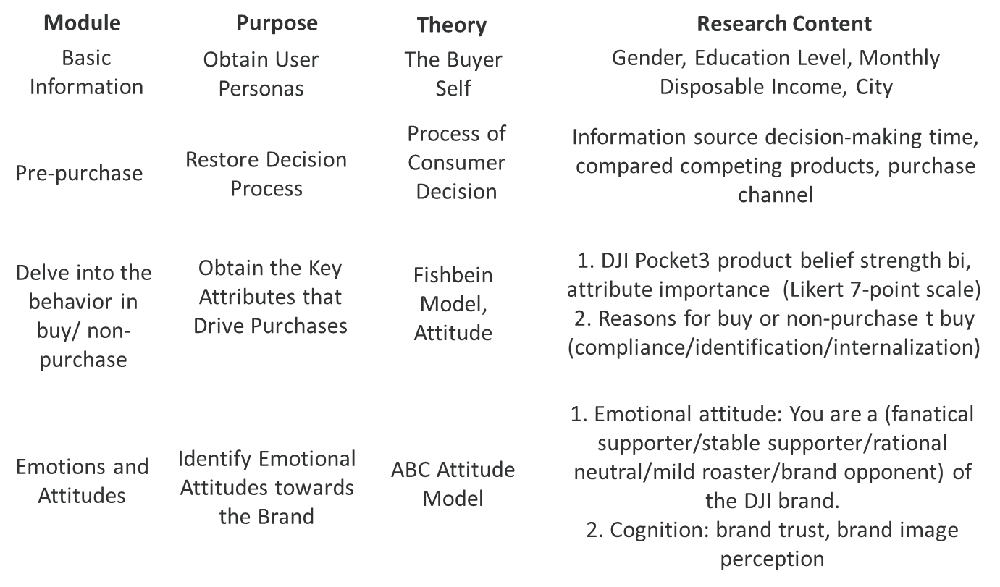 Module Purpose Theory Research Content
Basic
Information
Obtain User
Personas
The Buyer
Self
Gender, Education Level, Monthly
Disposable Income, City
Pre-purchase
Restore Decision
Process
Process of
Consumer
Decision
Information source decision-making time,
compared competing products, purchase
channel
Delve into the
behavior in
buy/ non-
purchase
Obtain the Key
Attributes that
Drive Purchases
Fishbein
Model,
Attitude
1. DJI Pocket3 product belief strength bi,
attribute importance (Likert 7-point scale)
2. Reasons for buy or non-purchase t buy
(compliance/identification/internalization)
Emotions and
Attitudes
Identify Emotional
Attitudes towards
the Brand
ABC Attitude
Model
1. Emotional attitude: You are a (fanatical
supporter/stable supporter/rational
neutral/mild roaster/brand opponent) of
the DJI brand.
2. Cognition: brand trust, brand image
perception